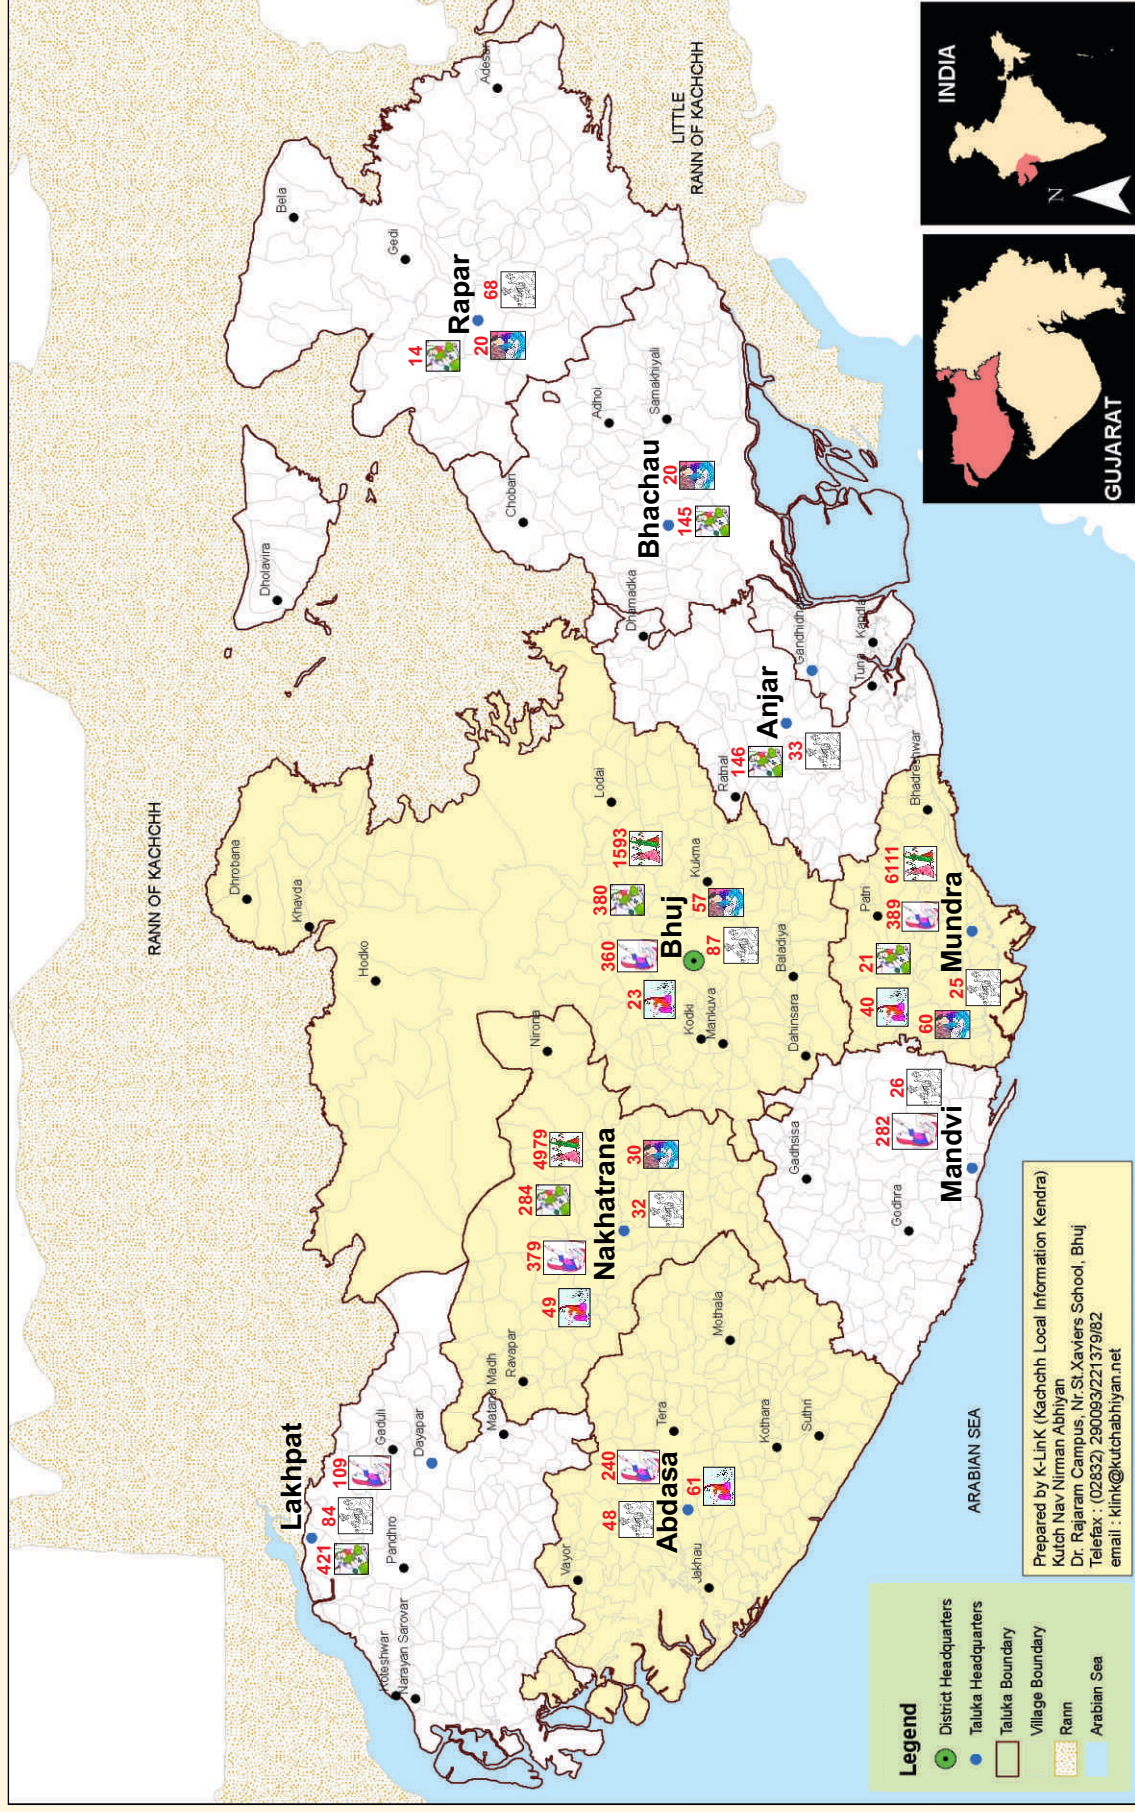 RANN OF KACHCHH
LITTLE
RANN OF KACHCHH
ARABIAN SEA
Lakhpat
421
84
109
Koteshwar
Narayan Sarovar
Pandhro
Gaduli
Dayapar
Matana Madh
Ravapar
Nakhatrana
49
379
284
4979
32
30
Nirona
Abdasa
48
240
61
Vayor
Jakhau
Tera
Kothara
Suthri
Mothala
Mandvi
282
26
Gadhsisa
Godhra
Bhuj
23
360
380
1593
87
57
Dhrobana
Khavda
Hodko
Lodai
Kukma
Kodki
Mankuva
Baladiya
Dahinsara
Mundra
40
21
389
6111
60
25
Patri
Bhadreshwar
Anjar
146
33
Ratnal
Dhamadka
Gandhidham
Tuna
Kandla
Bhachau
145
20
Chobari
Adhoi
Samakhiyali
Rapar
14
20
68
Dholavira
Bela
Gedi
Adesar
Legend
District Headquarters
Taluka Headquarters
Taluka Boundary
Village Boundary
Rann
Arabian Sea
Prepared by K-LinK (Kachchh Local Information Kendra)
Kutch Nav Nirman Abhiyan
Dr. Rajaram Campus, Nr.St.Xaviers School, Bhuj
Telefax : (02832) 290093/221379/82
email : klink@kutchabhiyan.net
GUJARAT
INDIA
N